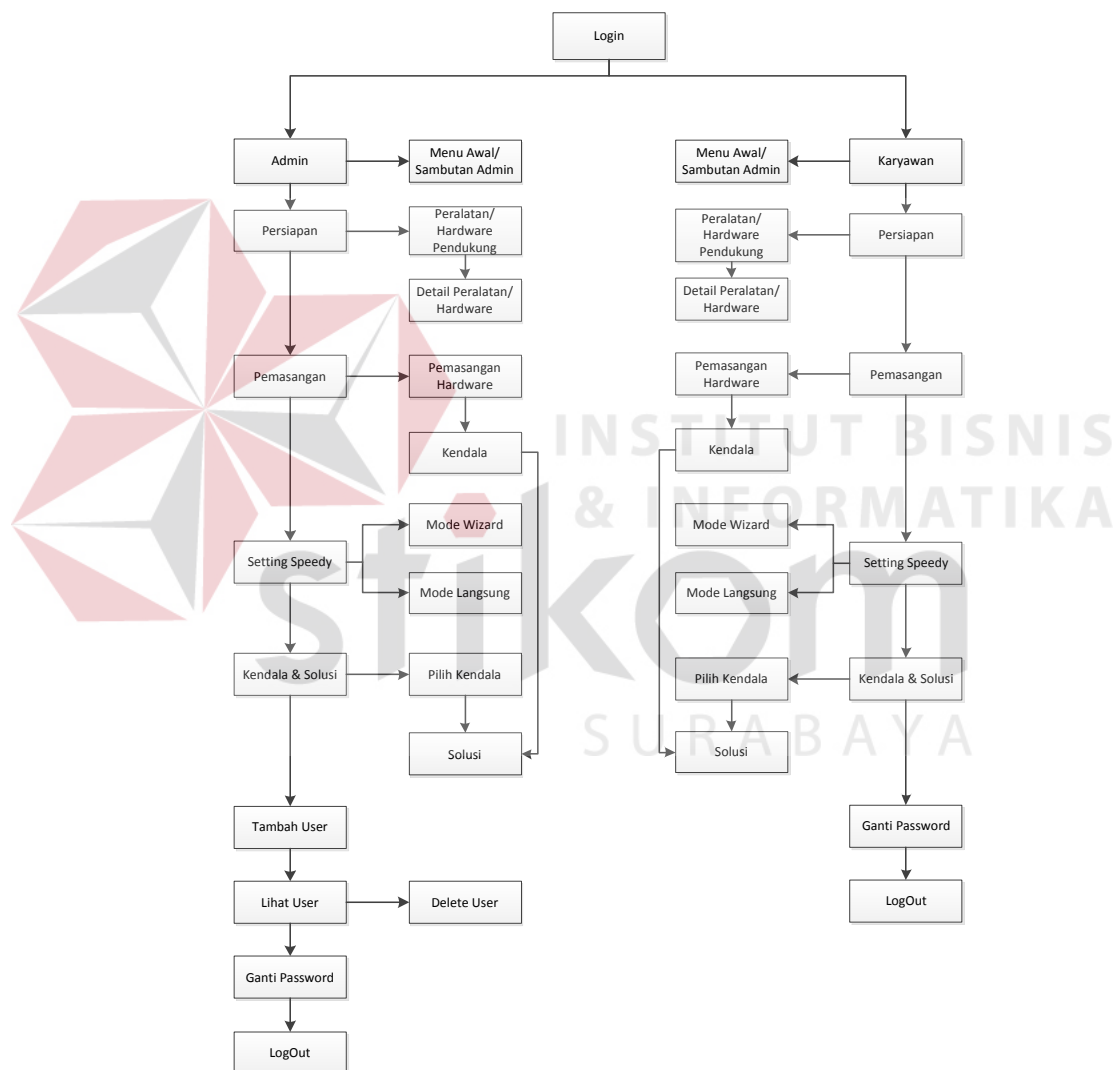 Login
Admin
Menu Awal/
Sambutan Admin
Persiapan
Peralatan/
Hardware
Pendukung
Detail Peralatan/
Hardware
Pemasangan
Pemasangan
Hardware
Kendala
Mode Wizard
Setting Speedy
Mode Langsung
Kendala & Solusi
Pilih Kendala
Solusi
Tambah User
Lihat User
Delete User
Ganti Password
LogOut
Menu Awal/
Sambutan Admin
Karyawan
Peralatan/
Hardware
Pendukung
Persiapan
Detail Peralatan/
Hardware
Pemasangan
Hardware
Pemasangan
Kendala
Mode Wizard
Setting Speedy
Mode Langsung
Pilih Kendala
Kendala & Solusi
Solusi
Ganti Password
LogOut
INSTITUT BISNIS
& INFORMATIKA
stikom
SURABAYA